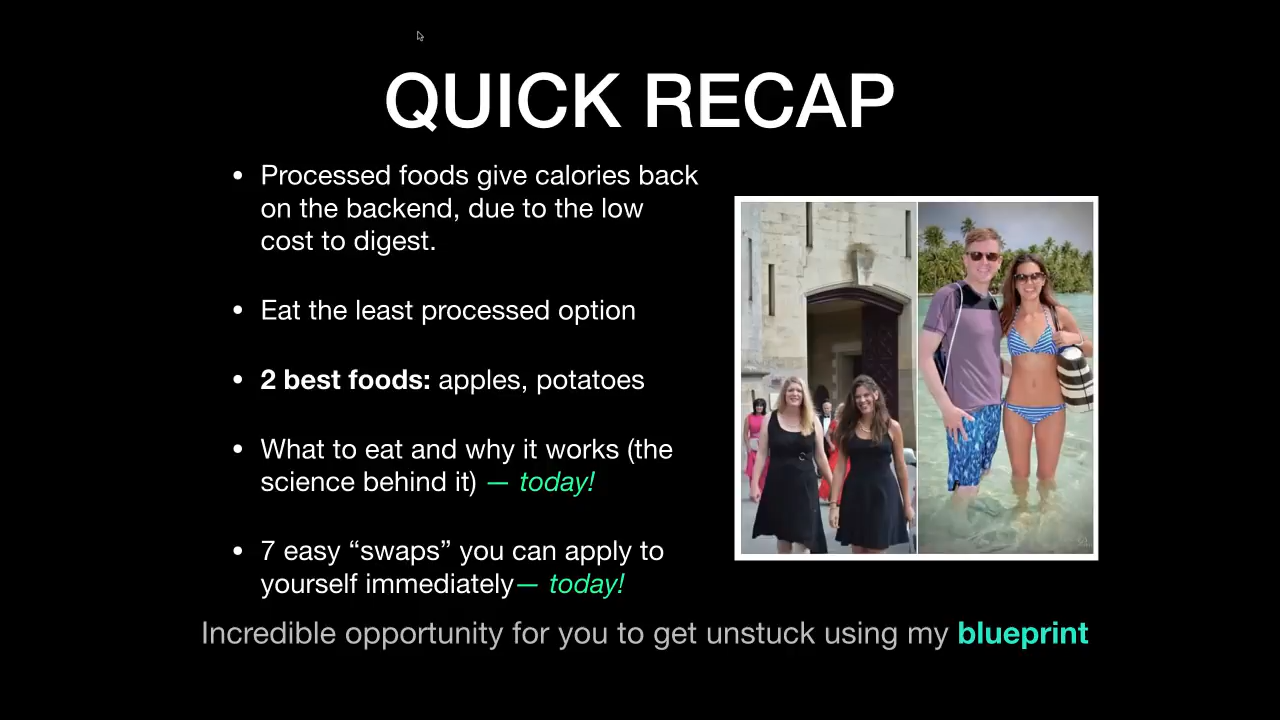 QUICK RECAP
• Processed foods give calories back
on the backend, due to the low
cost to digest.
• Eat the least processed option
• 2 best foods: apples, potatoes
• What to eat and why it works (the
science behind it) — today!
• 7 easy “swaps” you can apply to
yourself immediately— today!
Incredible opportunity for you to get unstuck using my blueprint